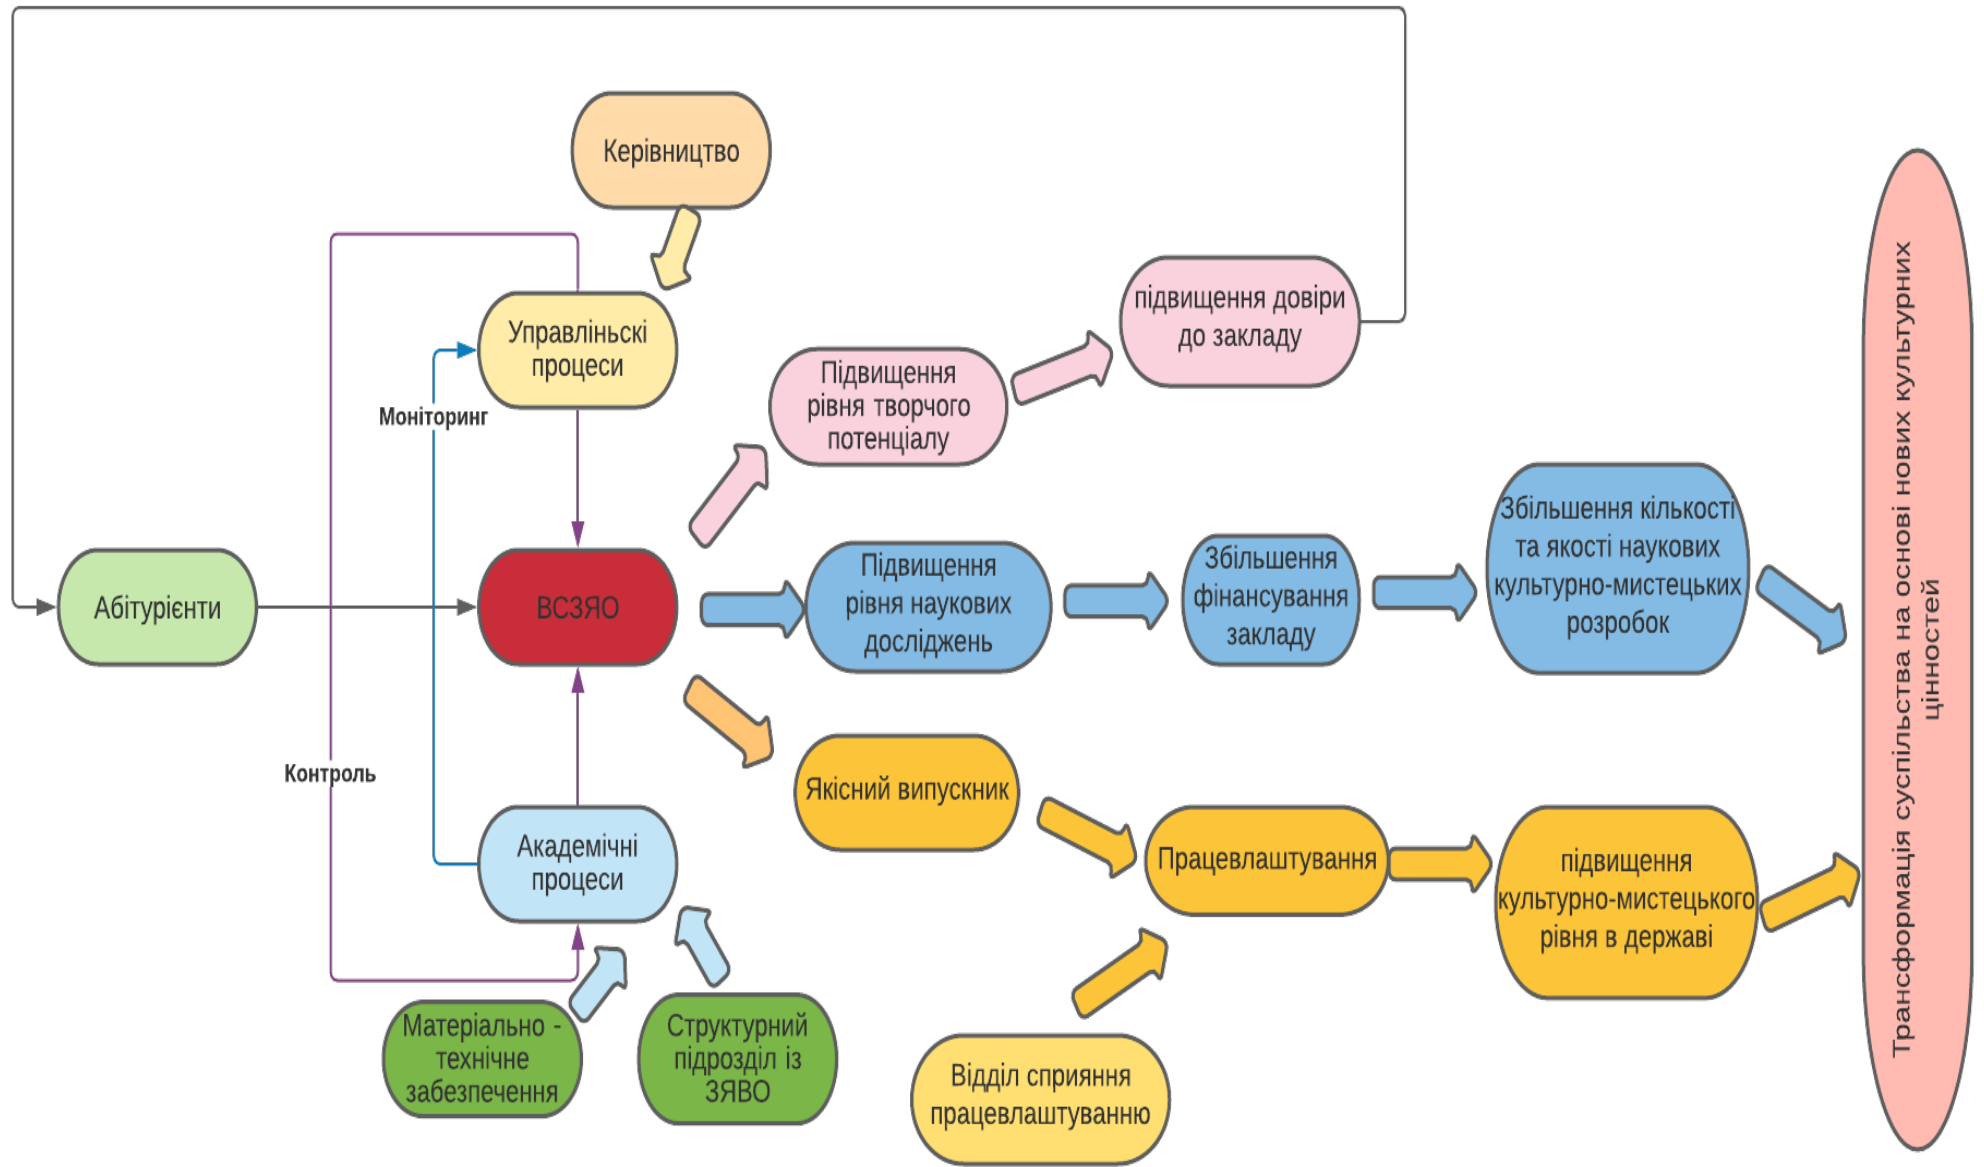 Керівництво
Управліньскі
процеси
Моніторинг
підвищення довіри
до закладу
Підвищення
рівня творчого
потенціалу
Абітурієнти
ВСЗЯО
Підвищення
рівня наукових
досліджень
Збільшення
фінансування
закладу
Збільшення кількості
та якості наукових
культурно-мистецьких
розробок
Контроль
Якісний випускник
Академічні
процеси
Працевлаштування
підвищення
культурно-мистецького
рівня в державі
Матеріально -
технічне
забезпечення
Структурний
підрозділ із
ЗЯВО
Відділ сприяння
працевлаштуванню
Трансформація суспільства на основі нових культурних
цінностей